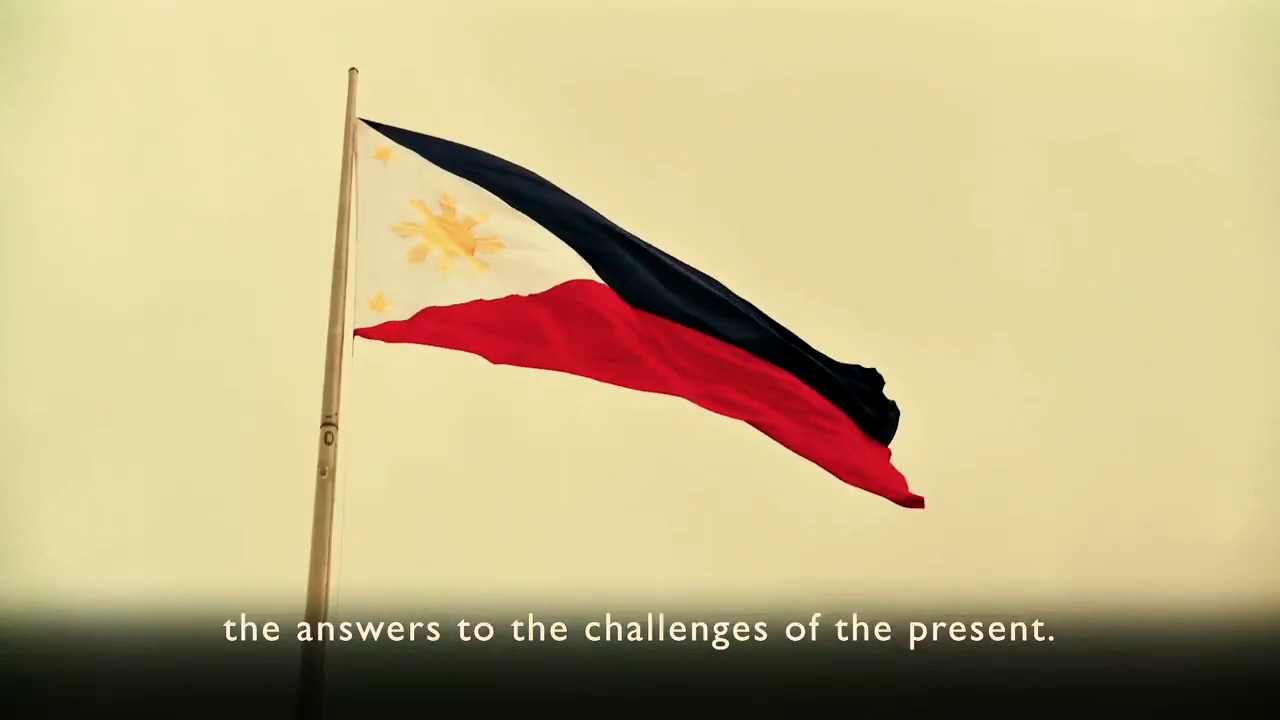 the answers to the challenges of the present.